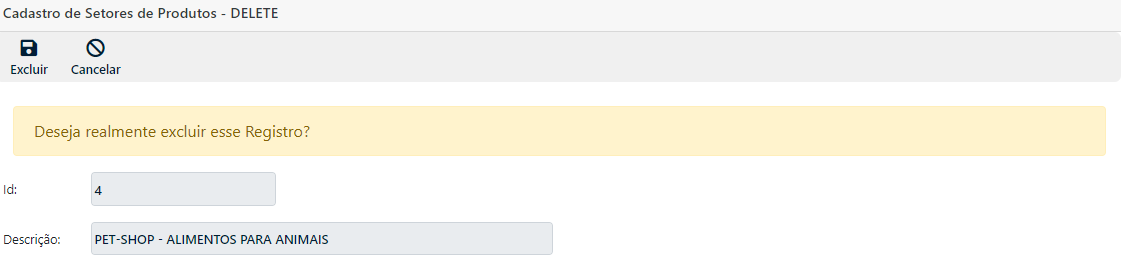 Cadastro de Setores de Produtos - DELETE
Excluir Cancelar
Deseja realmente excluir esse Registro?
Id: 4
Descrição: PET-SHOP - ALIMENTOS PARA ANIMAIS